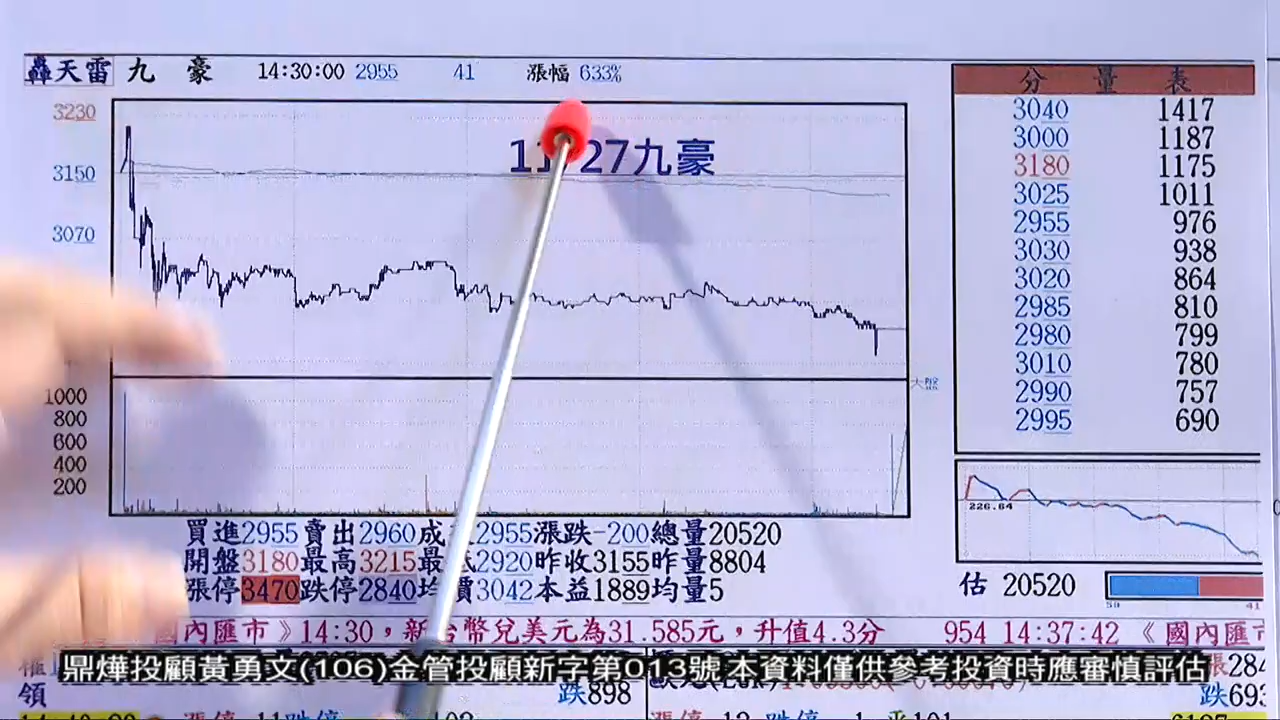 轟天雷 九 豪 14:30:00 2955 41 漲幅 633%
3230
3150
3070
27九豪
1000
800
600
400
200
大盤
分 量 表
3040 1417
3000 1187
3180 1175
3025 1011
2955 976
3030 938
3020 864
2985 810
2980 799
3010 780
2990 757
2995 690
226.84
買進2955賣出2960成 2955漲跌-200總量20520
開盤3180最高3215最低2920昨收3155昨量8804
漲停3470跌停2840均價3042本益1889均量5
估 20520
59 41
國內匯市》14:30,新台幣兌美元為31.585元,升值4.3分 954 14:37:42 《國內匯市
鼎燁投顧黃勇文(106)金管投顧新字第013號本資料僅供參考投資時應審慎評估
漲284
領 跌898 跌693